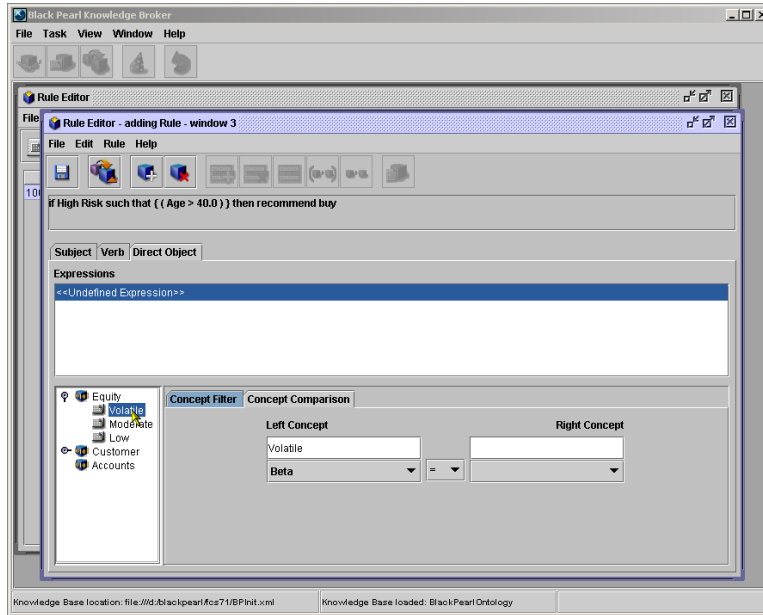 Black Pearl Knowledge Broker
File Task View Window Help
Rule Editor
File
Rule Editor - adding Rule - window 3
File Edit Rule Help
if High Risk such that { ( Age > 40.0 ) } then recommend buy
Subject Verb Direct Object
Expressions
<<Undefined Expression>>
Equity
Volatile
Moderate
Low
Customer
Accounts
Concept Filter Concept Comparison
Left Concept Right Concept
Volatile
Beta =
Knowledge Base location: file:///d:/blackpearl/fcs71/BPInit.xml Knowledge Base loaded: BlackPearlOntology